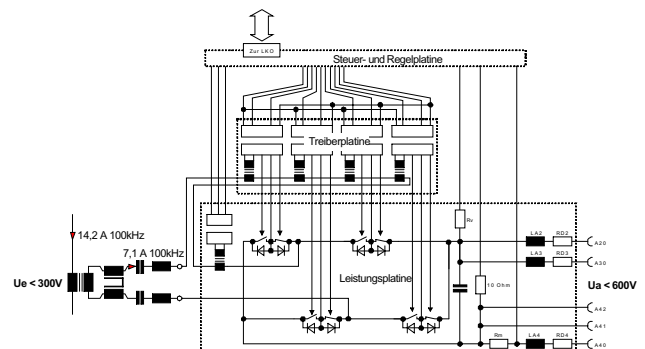 Zur LKO
Steuer- und Regelplatine
Treiberplatine
14,2 A 100kHz
7,1 A 100kHz
Ue < 300V
Leistungsplatine
Rv
LA2 RD2 A20
LA3 RD3 A30
10 Ohm
Ua < 600V
A42
A41
Rm LA4 RD4 A40